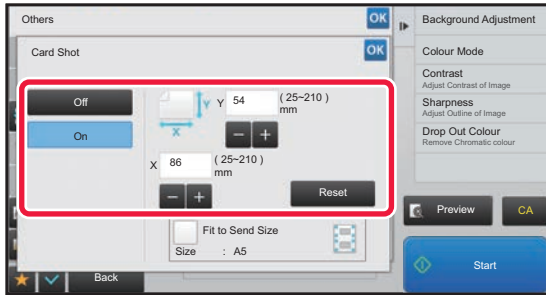 Others
OK
Card Shot
OK
Off
On
Y
Y 54 ( 25~210 )
mm
X
X 86 ( 25~210 )
mm
Reset
Fit to Send Size
Size : A5
Back
Background Adjustment
Colour Mode
Contrast
Adjust Contrast of Image
Sharpness
Adjust Outline of Image
Drop Out Colour
Remove Chromatic colour
Preview
CA
Start